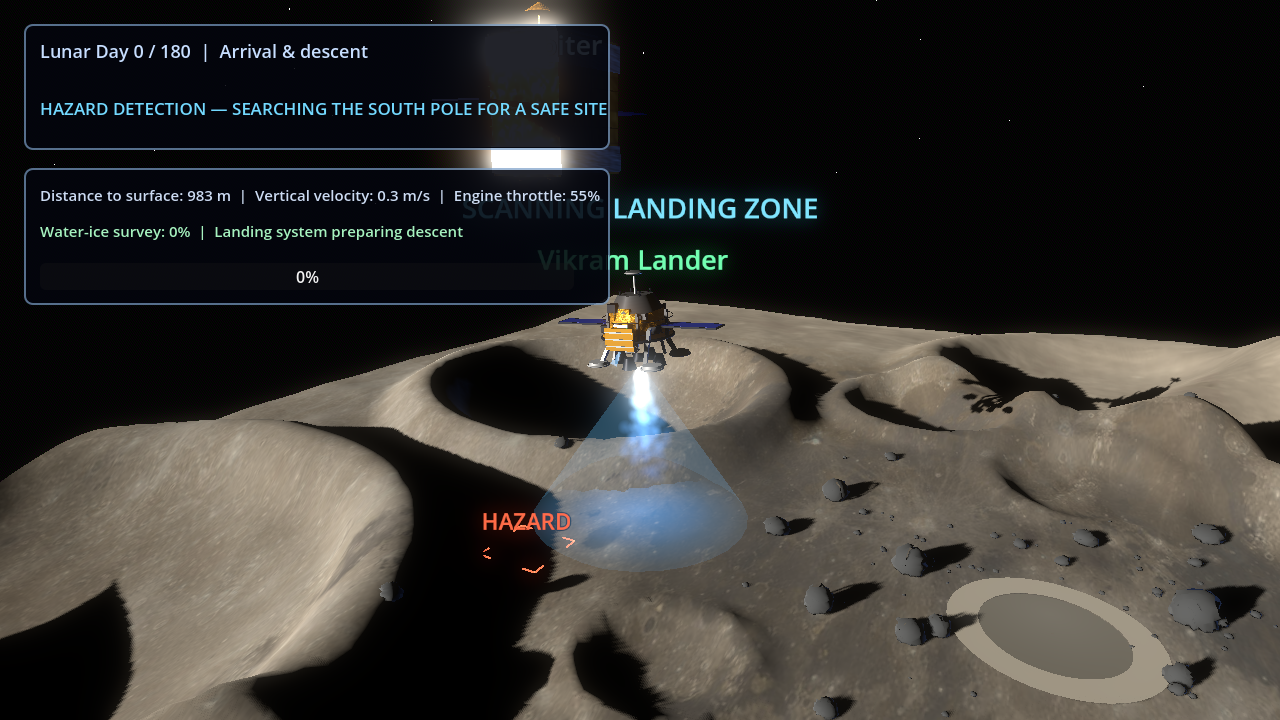 Lunar Day 0 / 180 | Arrival & descent
HAZARD DETECTION — SEARCHING THE SOUTH POLE FOR A SAFE SITE
Distance to surface: 983 m | Vertical velocity: 0.3 m/s | Engine throttle: 55%
Water-ice survey: 0% | Landing system preparing descent
0%
SCANNING LANDING ZONE
Vikram Lander
HAZARD